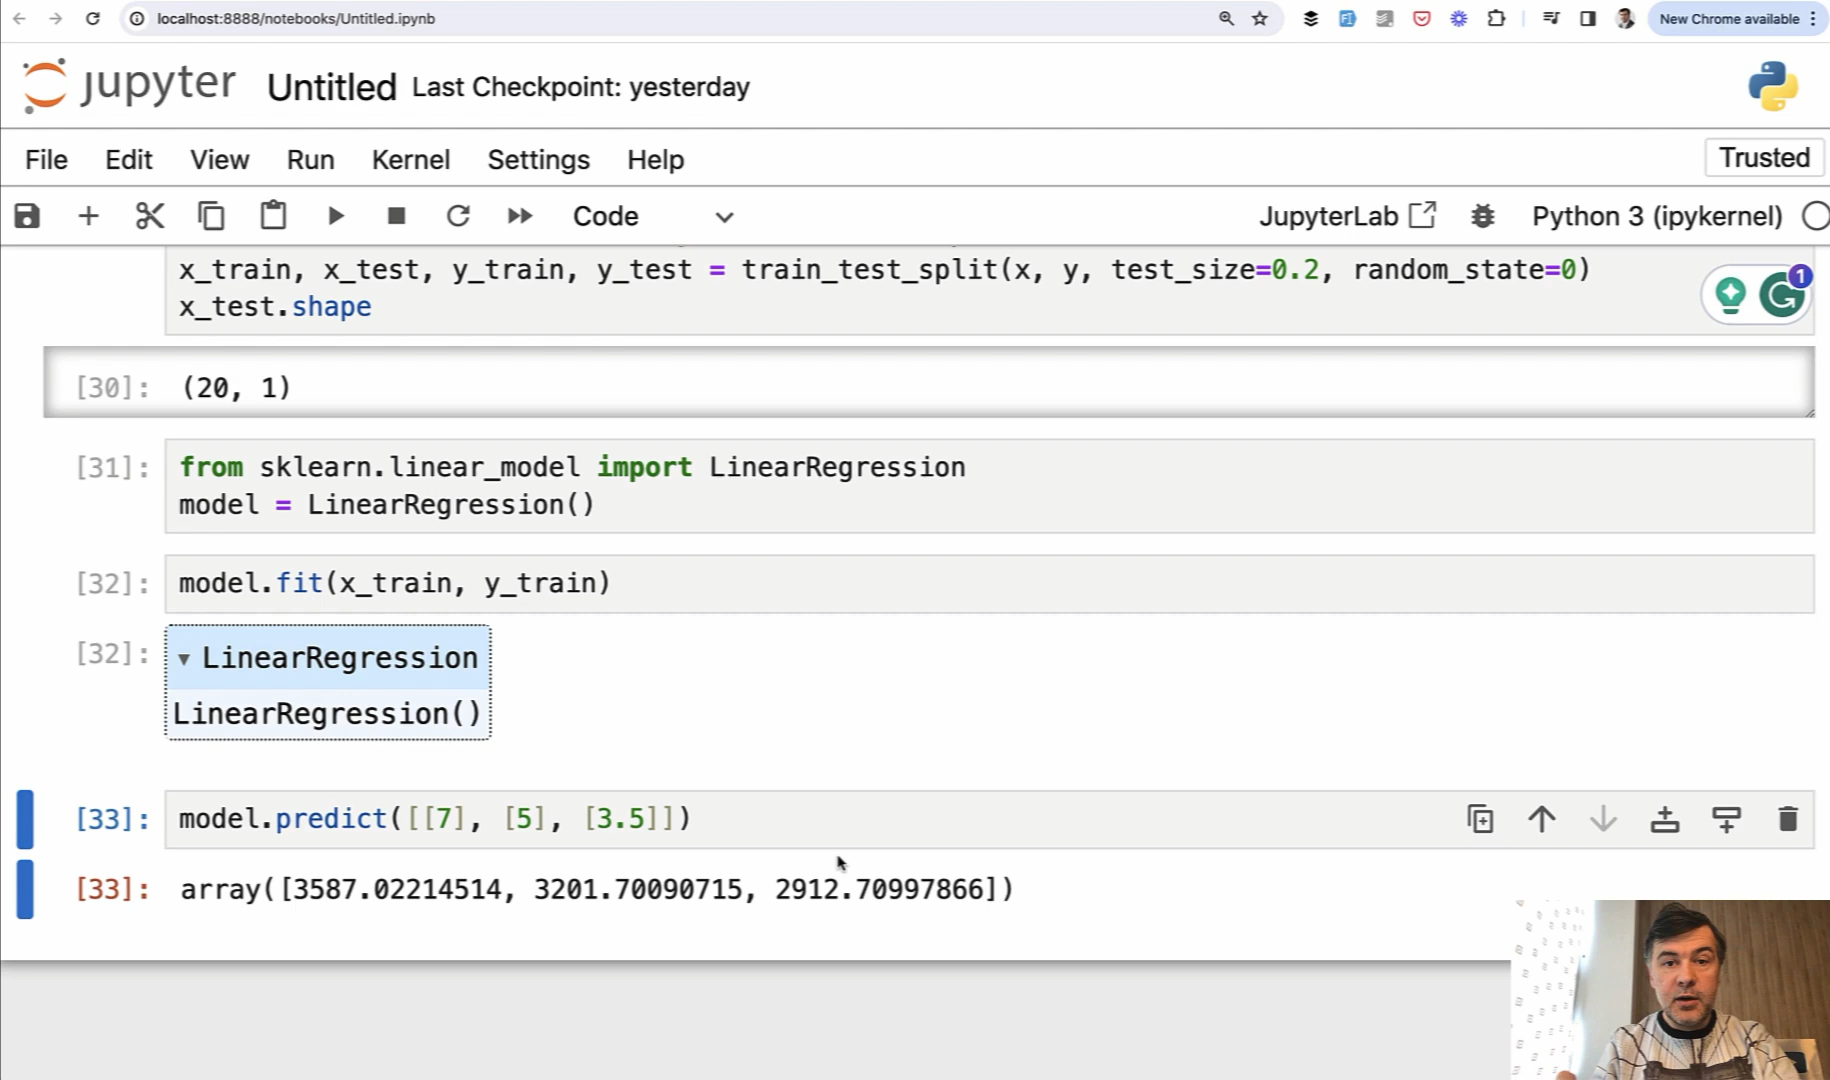 localhost:8888/notebooks/Untitled.ipynb
New Chrome available
jupyter Untitled Last Checkpoint: yesterday
File Edit View Run Kernel Settings Help Trusted
Code JupyterLab Python 3 (ipykernel)
x_train, x_test, y_train, y_test = train_test_split(x, y, test_size=0.2, random_state=0)
x_test.shape
1
[30]: (20, 1)
[31]: from sklearn.linear_model import LinearRegression
model = LinearRegression()
[32]: model.fit(x_train, y_train)
[32]: ▼ LinearRegression
LinearRegression()
[33]: model.predict([[7], [5], [3.5]])
[33]: array([3587.02214514, 3201.70090715, 2912.70997866])